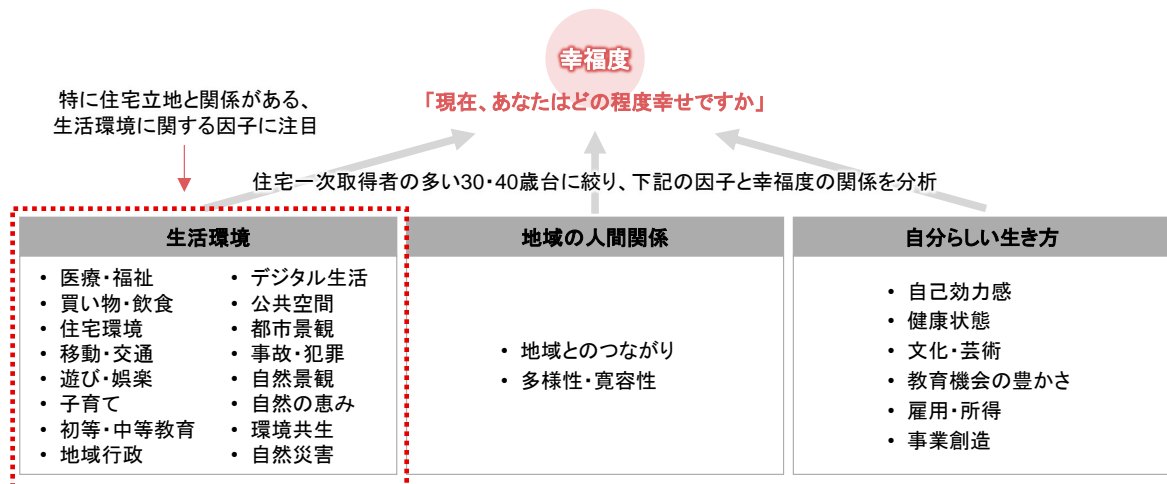 幸福度
「現在、あなたはどの程度幸せですか」
特に住宅立地と関係がある、
生活環境に関する因子に注目
住宅一次取得者の多い30・40歳台に絞り、下記の因子と幸福度の関係を分析
生活環境
• 医療・福祉
• 買い物・飲食
• 住宅環境
• 移動・交通
• 遊び・娯楽
• 子育て
• 初等・中等教育
• 地域行政
• デジタル生活
• 公共空間
• 都市景観
• 事故・犯罪
• 自然景観
• 自然の恵み
• 環境共生
• 自然災害
地域の人間関係
• 地域とのつながり
• 多様性・寛容性
自分らしい生き方
• 自己効力感
• 健康状態
• 文化・芸術
• 教育機会の豊かさ
• 雇用・所得
• 事業創造